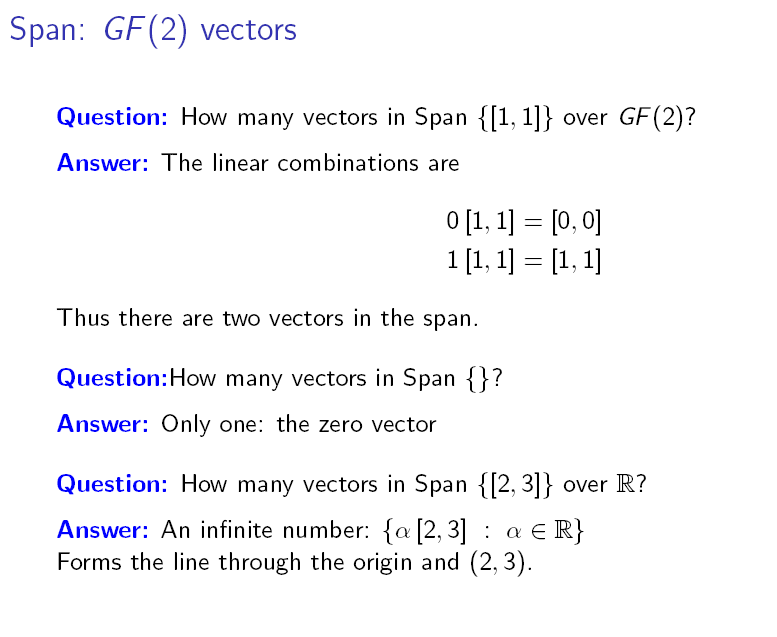 Span: GF(2) vectors
Question: How many vectors in Span {[1, 1]} over GF(2)?
Answer: The linear combinations are
0 [1, 1] = [0, 0]
1 [1, 1] = [1, 1]
Thus there are two vectors in the span.
Question:How many vectors in Span {}?
Answer: Only one: the zero vector
Question: How many vectors in Span {[2, 3]} over ℝ?
Answer: An infinite number: {α [2, 3] : α ∈ ℝ}
Forms the line through the origin and (2, 3).